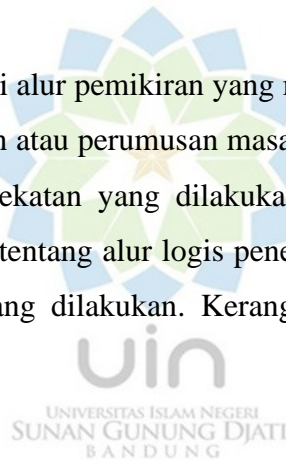 i alur pemikiran yang
n atau perumusan masa
ekatan yang dilakuka
tentang alur logis pene
ang dilakukan. Kerang
uin
UNIVERSITAS ISLAM NEGERI
SUNAN GUNUNG DJATI
BANDUNG